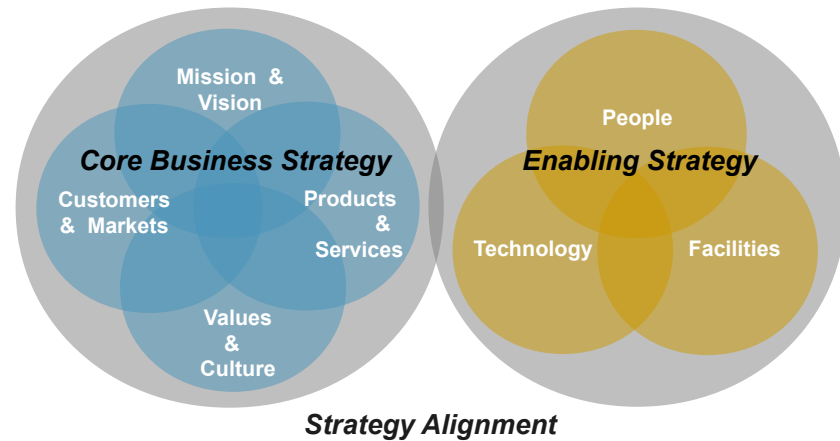 Mission & 
Vision
Core Business Strategy
Customers
& Markets
Products
&
Services
Values
&
Culture
People
Enabling Strategy
Technology
Facilities
Strategy Alignment